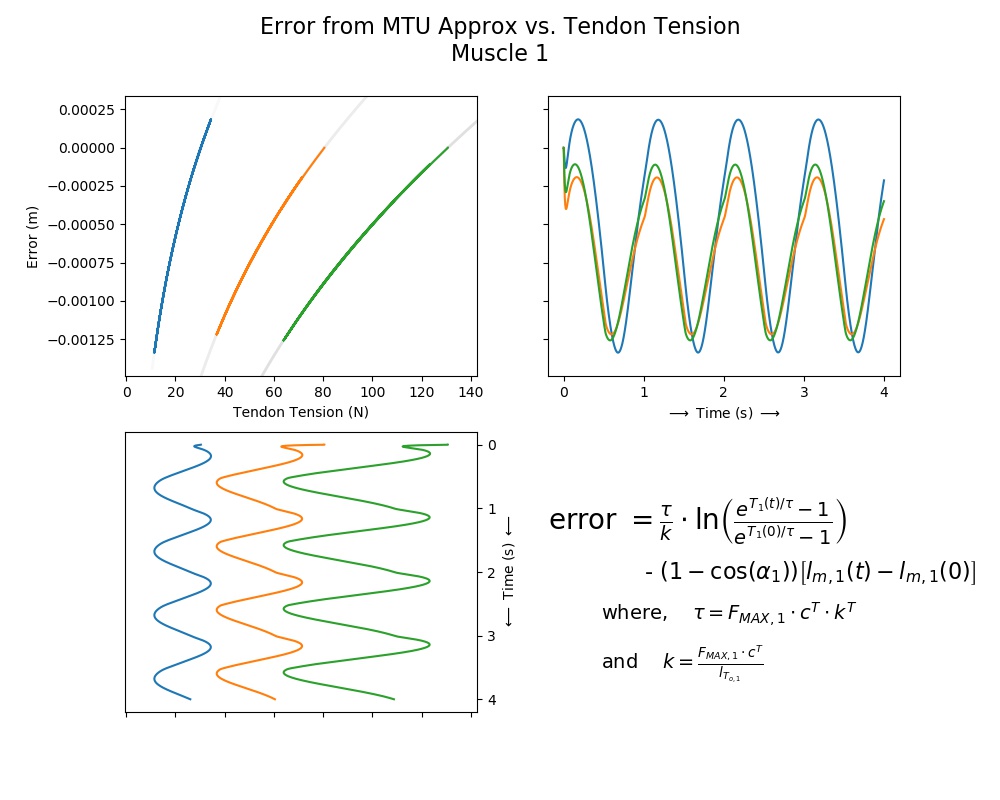 Error from MTU Approx vs. Tendon Tension
Muscle 1
0.00025
0.00000
−0.00025
−0.00050
−0.00075
−0.00100
−0.00125
Error (m)
0 20 40 60 80 100 120 140
Tendon Tension (N)
0 1 2 3 4
⟶ Time (s) ⟶
0
1
2
3
4
⟵ Time (s) ⟵
error = τ/k · ln((e^{T₁(t)/τ} − 1)/(e^{T₁(0)/τ} − 1))
- (1 − cos(α₁))[l_{m,1}(t) − l_{m,1}(0)]
where, τ = F_{MAX,1} · c^T · k^T
and k = F_{MAX,1} · c^T / l_{T_{o,1}}